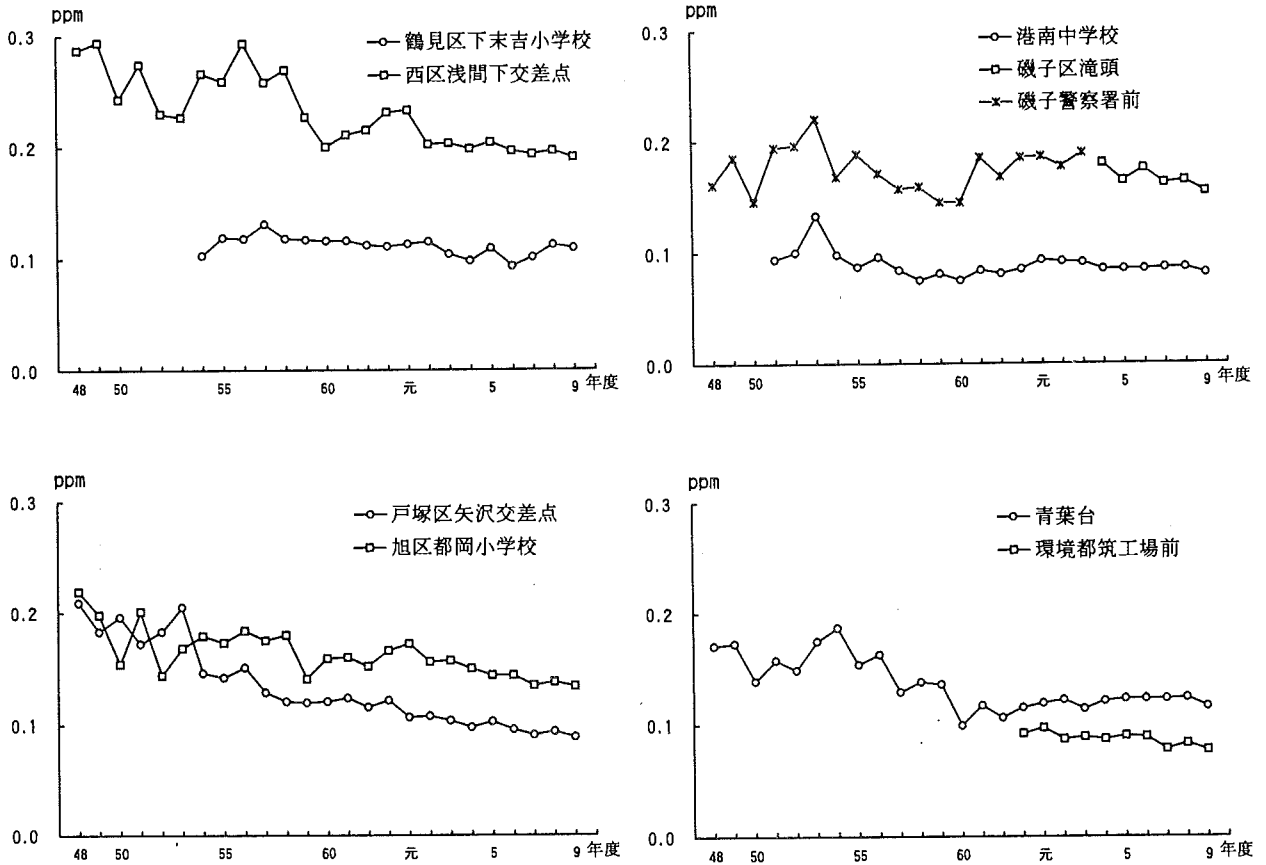 ppm
0.3
0.2
0.1
0.0
鶴見区下末吉小学校
西区浅間下交差点
48 50 55 60 元 5 9 年度
ppm
0.3
0.2
0.1
0.0
港南中学校
磯子区滝頭
磯子警察署前
48 50 55 60 元 5 9 年度
ppm
0.3
0.2
0.1
0.0
戸塚区矢沢交差点
旭区都岡小学校
48 50 55 60 元 5 9 年度
ppm
0.3
0.2
0.1
0.0
青葉台
環境都筑工場前
48 50 55 60 元 5 9 年度